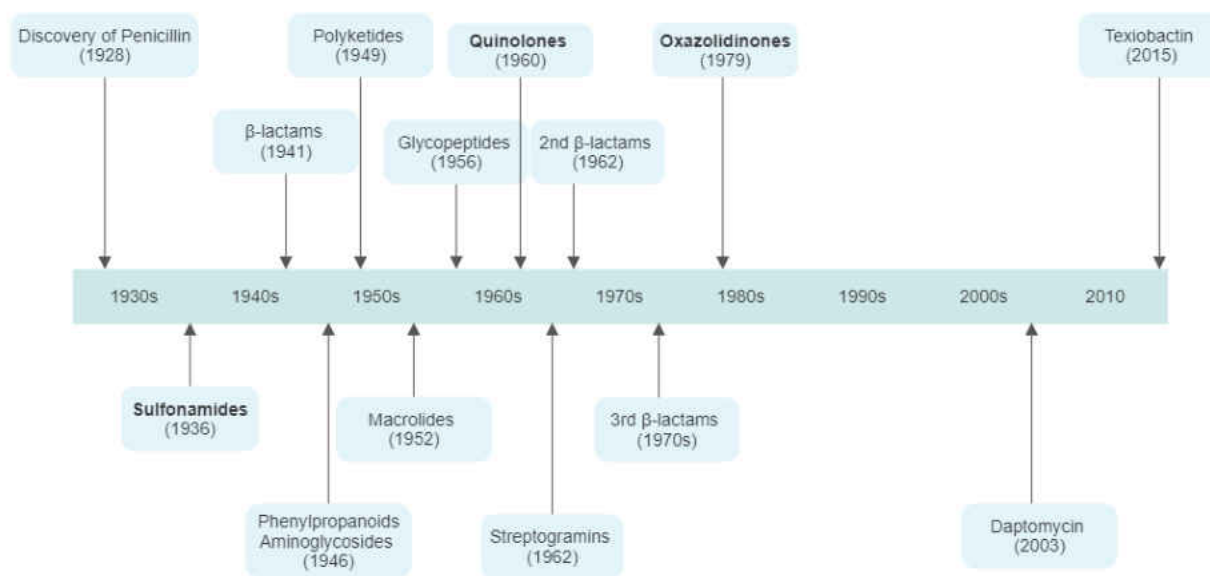 Discovery of Penicillin
(1928)
Polyketides
(1949)
Quinolones
(1960)
Oxazolidinones
(1979)
Texiobactin
(2015)
β-lactams
(1941)
Glycopeptides
(1956)
2nd β-lactams
(1962)
1930s 1940s 1950s 1960s 1970s 1980s 1990s 2000s 2010
Sulfonamides
(1936)
Macrolides
(1952)
3rd β-lactams
(1970s)
Phenylpropanoids
Aminoglycosides
(1946)
Streptogramins
(1962)
Daptomycin
(2003)